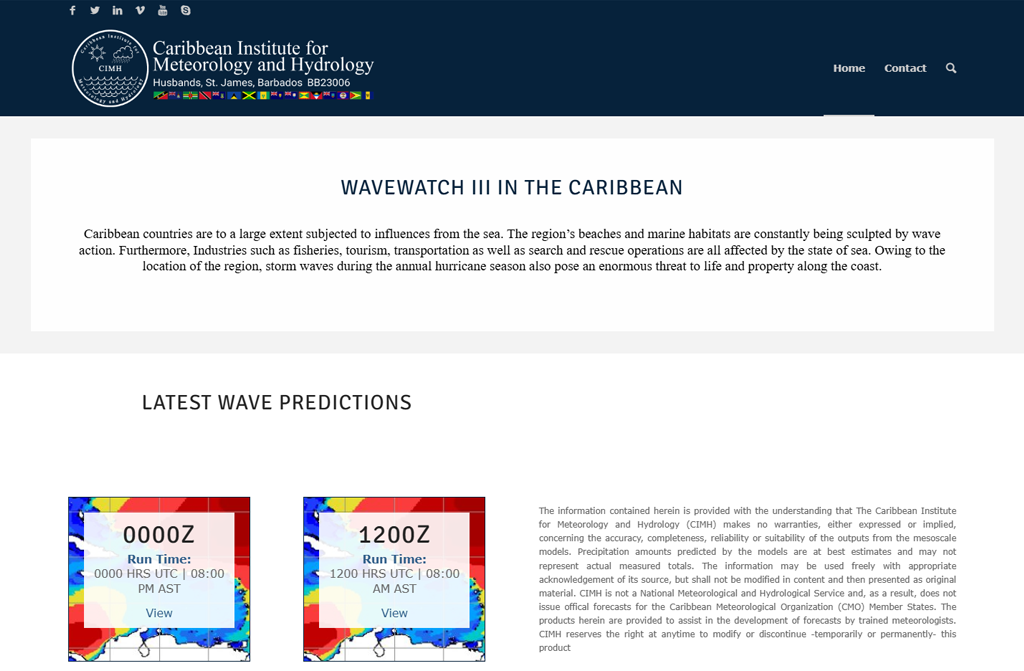 Caribbean Institute for
Meteorology and Hydrology
Husbands, St. James, Barbados BB23006
CIMH
Home
Contact
WAVEWATCH III IN THE CARIBBEAN
Caribbean countries are to a large extent subjected to influences from the sea. The region’s beaches and marine habitats are constantly being sculpted by wave
action. Furthermore, Industries such as fisheries, tourism, transportation as well as search and rescue operations are all affected by the state of sea. Owing to the
location of the region, storm waves during the annual hurricane season also pose an enormous threat to life and property along the coast.
LATEST WAVE PREDICTIONS
0000Z
Run Time:
0000 HRS UTC | 08:00
PM AST
View
1200Z
Run Time:
1200 HRS UTC | 08:00
AM AST
View
The information contained herein is provided with the understanding that The Caribbean Institute
for Meteorology and Hydrology (CIMH) makes no warranties, either expressed or implied,
concerning the accuracy, completeness, reliability or suitability of the outputs from the mesoscale
models. Precipitation amounts predicted by the models are at best estimates and may not
represent actual measured totals. The information may be used freely with appropriate
acknowledgement of its source, but shall not be modified in content and then presented as original
material. CIMH is not a National Meteorological and Hydrological Service and, as a result, does not
issue offical forecasts for the Caribbean Meteorological Organization (CMO) Member States. The
products herein are provided to assist in the development of forecasts by trained meteorologists.
CIMH reserves the right at anytime to modify or discontinue -temporarily or permanently- this
product